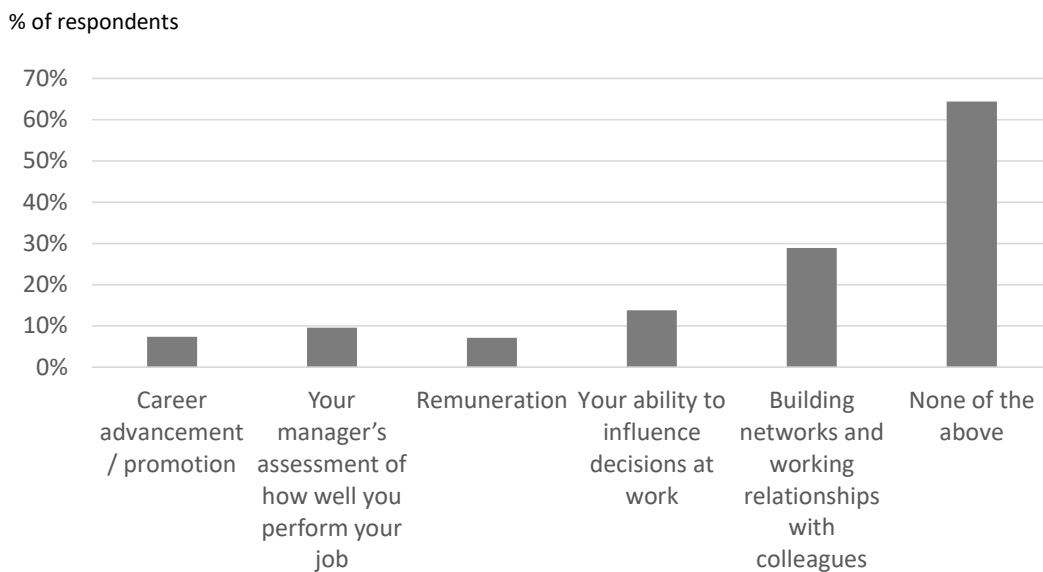 % of respondents
70%
60%
50%
40%
30%
20%
10%
0%
Career
advancement
/ promotion
Your
manager’s
assessment of
how well you
perform your
job
Remuneration
Your ability to
influence
decisions at
work
Building
networks and
working
relationships
with
colleagues
None of the
above